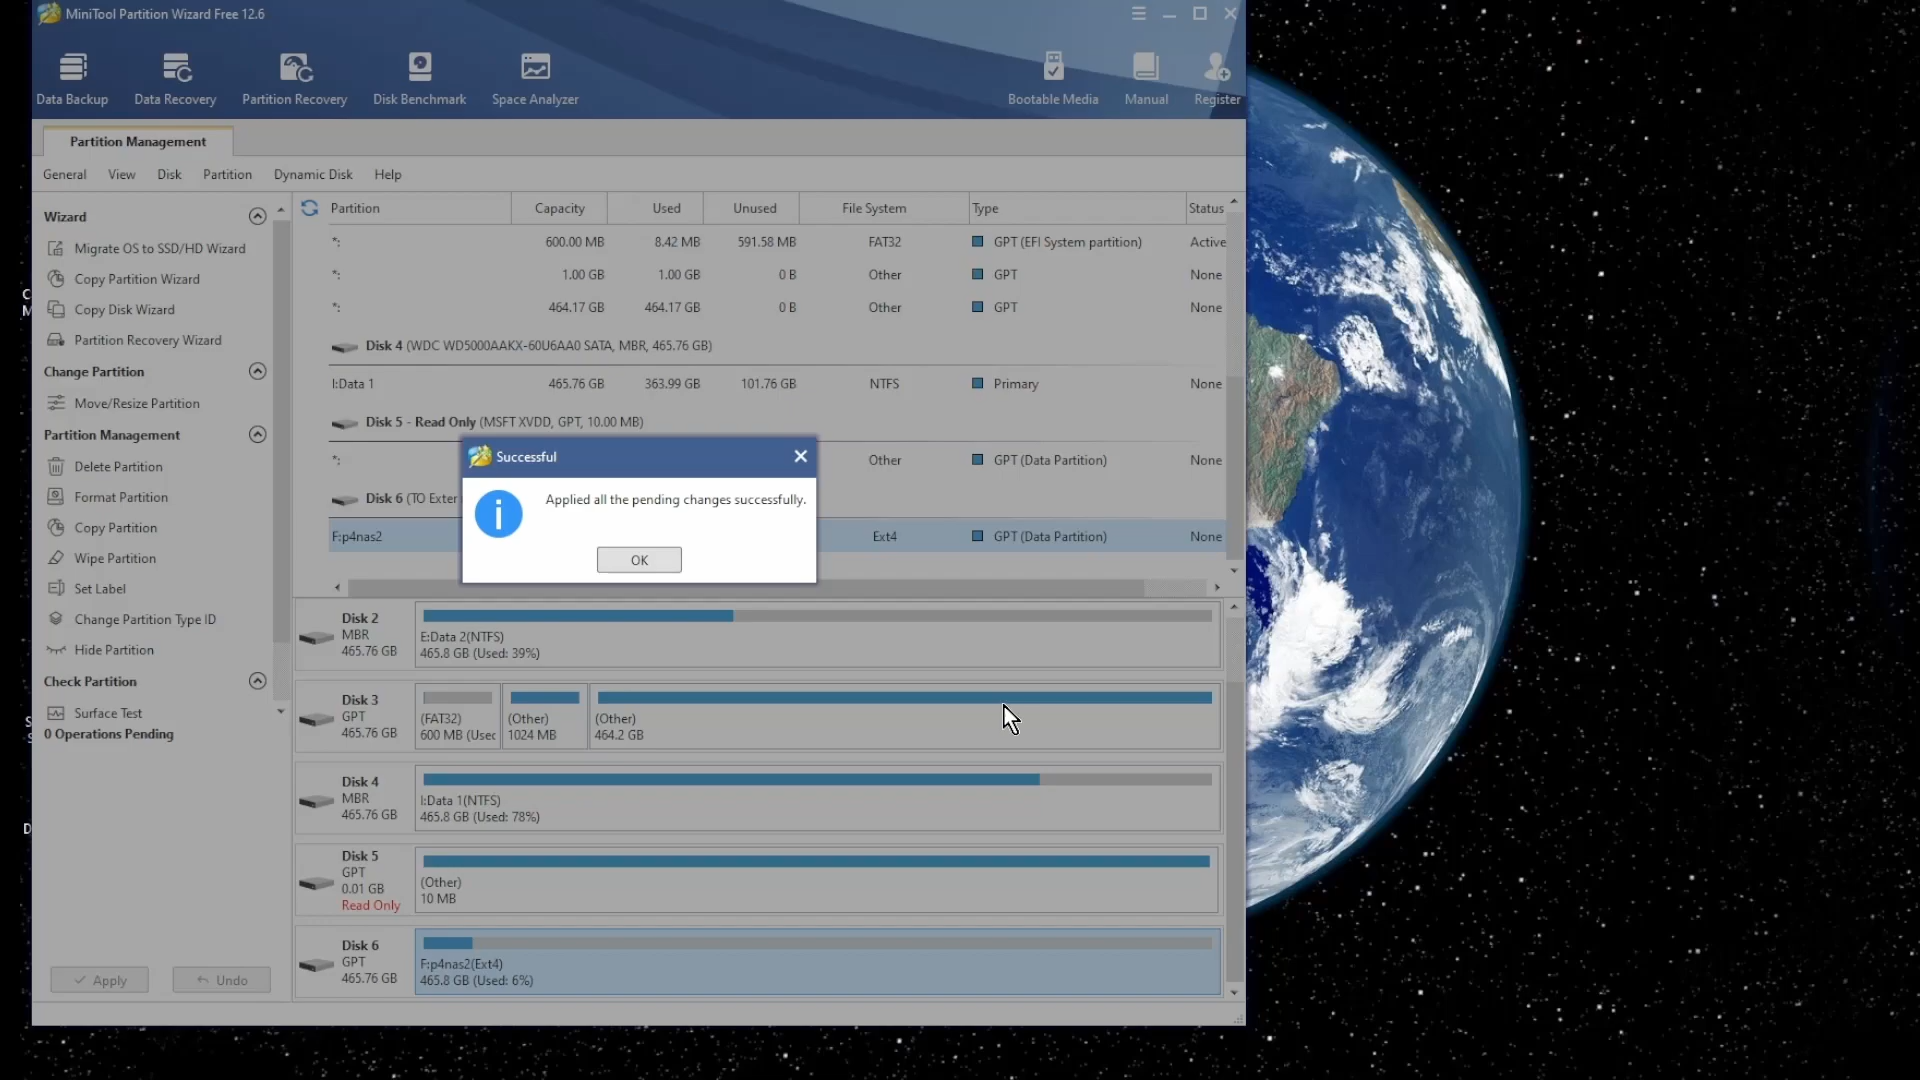 MiniTool Partition Wizard Free 12.6
Data Backup
Data Recovery
Partition Recovery
Disk Benchmark
Space Analyzer
Bootable Media
Manual
Register
Partition Management
General View Disk Partition Dynamic Disk Help
Wizard
Migrate OS to SSD/HD Wizard
Copy Partition Wizard
Copy Disk Wizard
Partition Recovery Wizard
Change Partition
Move/Resize Partition
Partition Management
Delete Partition
Format Partition
Copy Partition
Wipe Partition
Set Label
Change Partition Type ID
Hide Partition
Check Partition
Surface Test
0 Operations Pending
Apply
Undo
Partition Capacity Used Unused File System Type Status
*: 600.00 MB 8.42 MB 591.58 MB FAT32 GPT (EFI System partition) Active
*: 1.00 GB 1.00 GB 0 B Other GPT None
*: 464.17 GB 464.17 GB 0 B Other GPT None
Disk 4 (WDC WD5000AAKX-60U6AA0 SATA, MBR, 465.76 GB)
I:Data 1 465.76 GB 363.99 GB 101.76 GB NTFS Primary None
Disk 5 - Read Only (MSFT XVDD, GPT, 10.00 MB)
*: Other GPT (Data Partition) None
Disk 6 (TO Exter
F:p4nas2 Ext4 GPT (Data Partition) None
Successful
Applied all the pending changes successfully.
OK
Disk 2
MBR
465.76 GB
E:Data 2(NTFS)
465.8 GB (Used: 39%)
Disk 3
GPT
465.76 GB
(FAT32)
600 MB (Usec
(Other)
1024 MB
(Other)
464.2 GB
Disk 4
MBR
465.76 GB
I:Data 1(NTFS)
465.8 GB (Used: 78%)
Disk 5
GPT
0.01 GB
Read Only
(Other)
10 MB
Disk 6
GPT
465.76 GB
F:p4nas2(Ext4)
465.8 GB (Used: 6%)
C
M
S
D